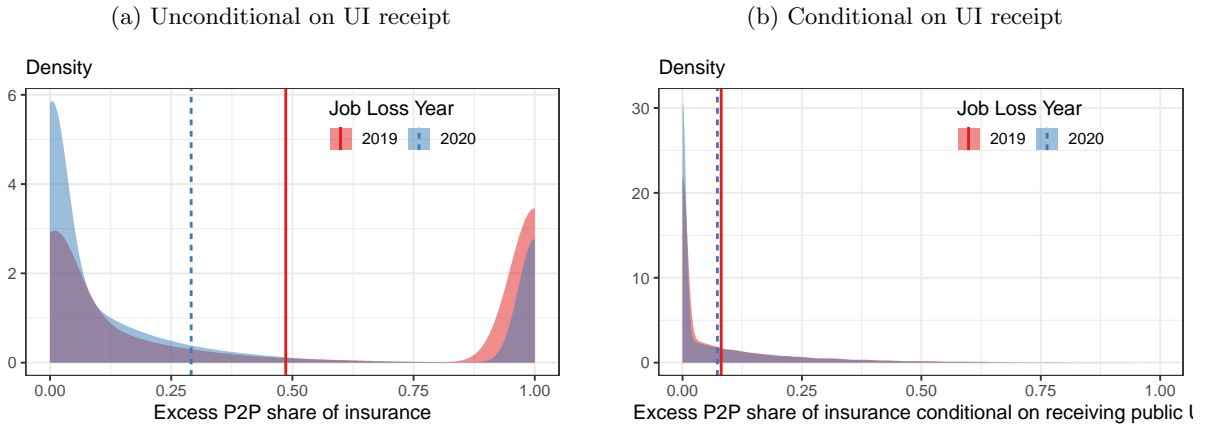 (a) Unconditional on UI receipt
Density
Job Loss Year
2019 2020
6
4
2
0
0.00 0.25 0.50 0.75 1.00
Excess P2P share of insurance
(b) Conditional on UI receipt
Density
Job Loss Year
2019 2020
30
20
10
0
0.00 0.25 0.50 0.75 1.00
Excess P2P share of insurance conditional on receiving public